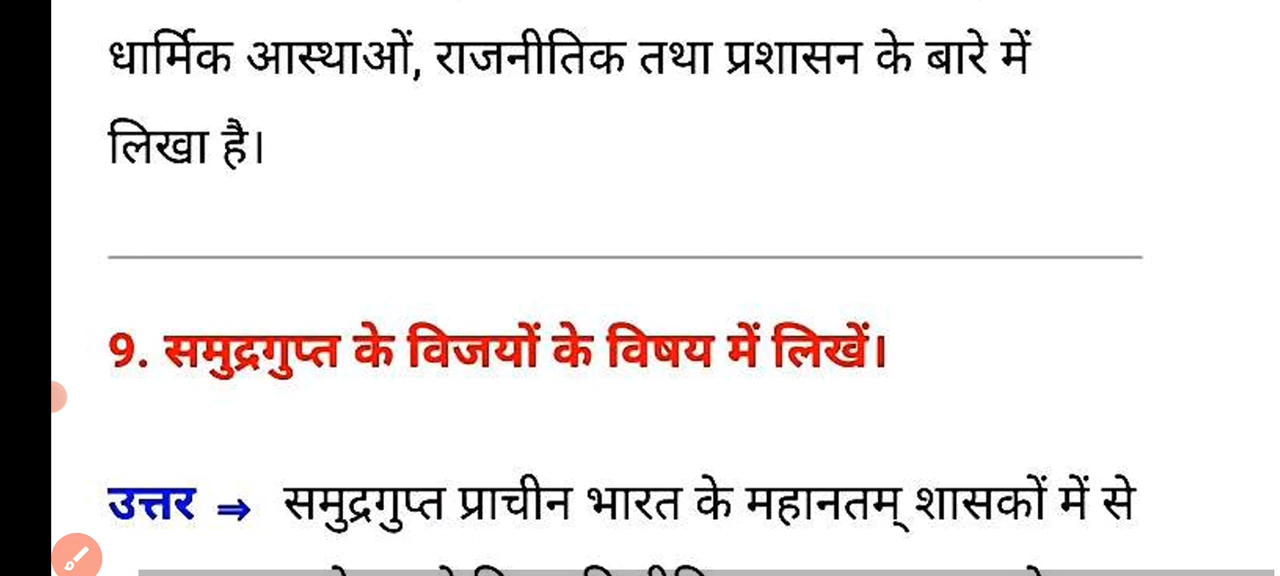 धार्मिक आस्थाओं, राजनीतिक तथा प्रशासन के बारे में
लिखा है।
9. समुद्रगुप्त के विजयों के विषय में लिखें।
उत्तर ⇒ समुद्रगुप्त प्राचीन भारत के महानतम् शासकों में से